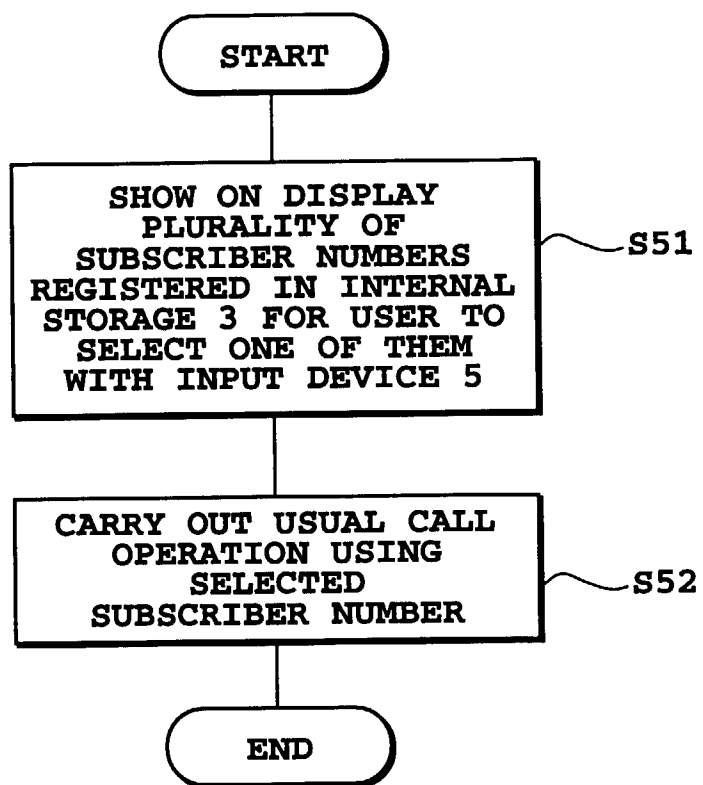 START
SHOW ON DISPLAY
PLURALITY OF
SUBSCRIBER NUMBERS
REGISTERED IN INTERNAL
STORAGE 3 FOR USER TO
SELECT ONE OF THEM
WITH INPUT DEVICE 5
S51
CARRY OUT USUAL CALL
OPERATION USING
SELECTED
SUBSCRIBER NUMBER
S52
END